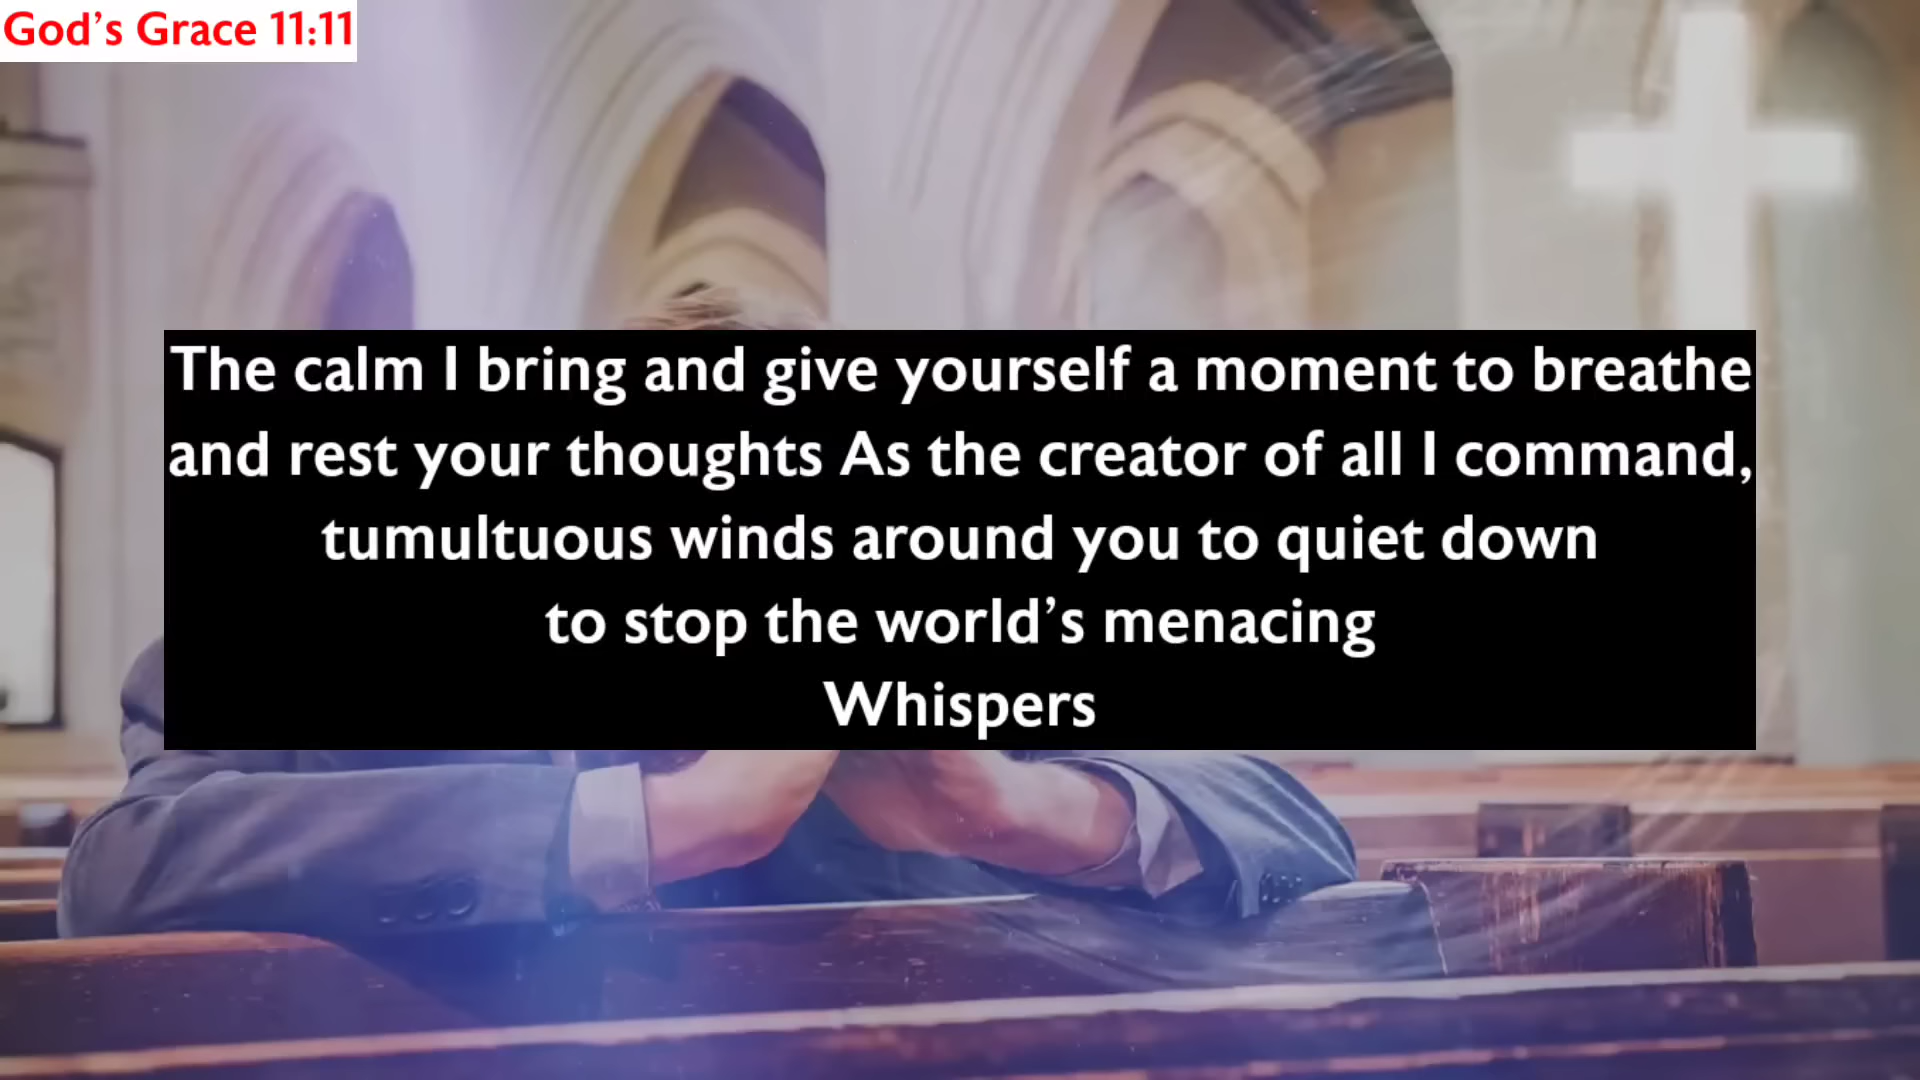 God's Grace 11:11
The calm I bring and give yourself a moment to breathe
and rest your thoughts As the creator of all I command,
tumultuous winds around you to quiet down
to stop the world's menacing
Whispers